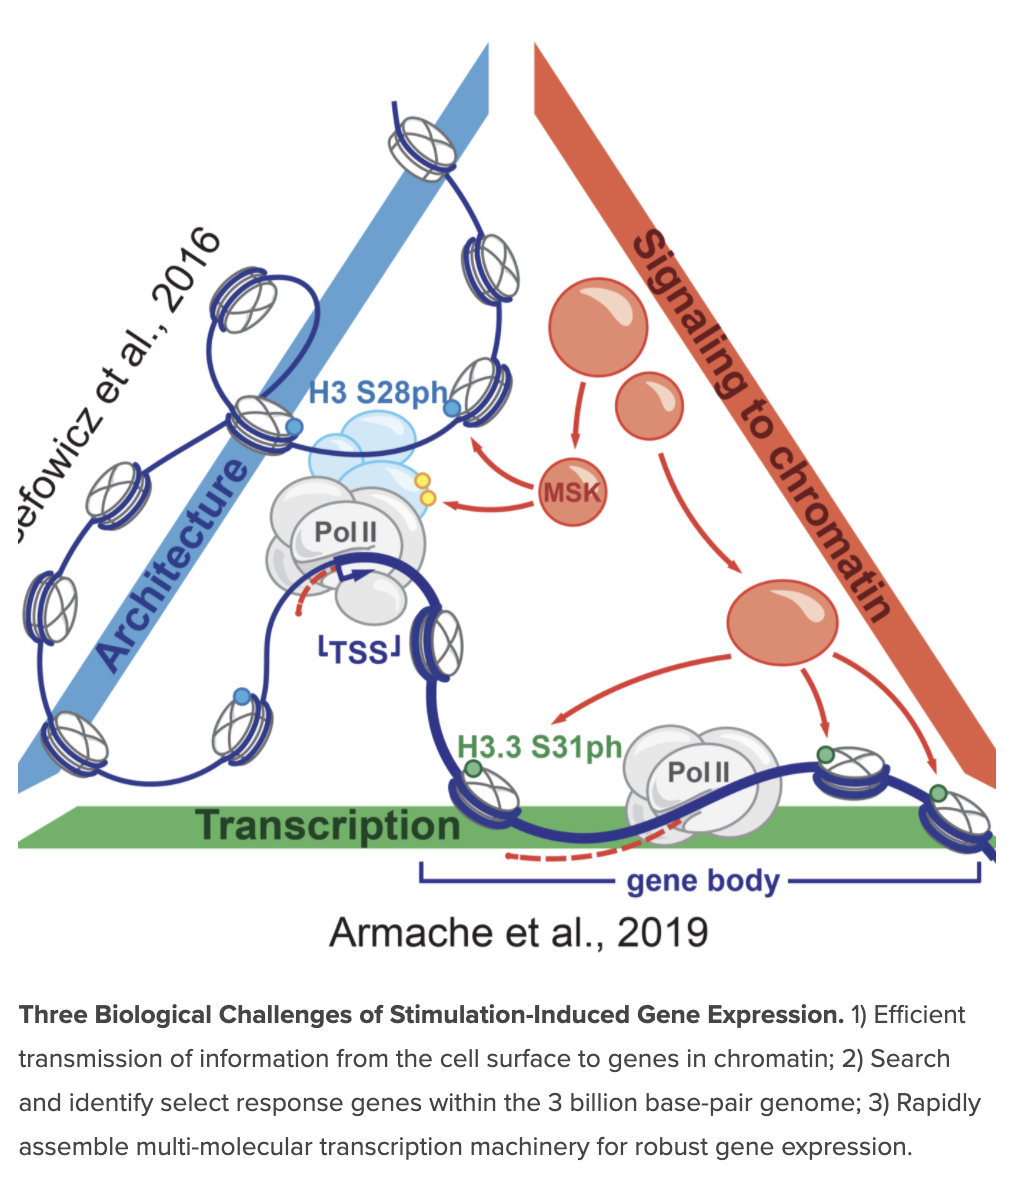 efowicz et al., 2016
Architecture
Signaling to chromatin
H3 S28ph
MSK
Pol II
TSS
H3.3 S31ph
Pol II
Transcription
gene body
Armache et al., 2019
Three Biological Challenges of Stimulation-Induced Gene Expression. 1) Efficient
transmission of information from the cell surface to genes in chromatin; 2) Search
and identify select response genes within the 3 billion base-pair genome; 3) Rapidly
assemble multi-molecular transcription machinery for robust gene expression.